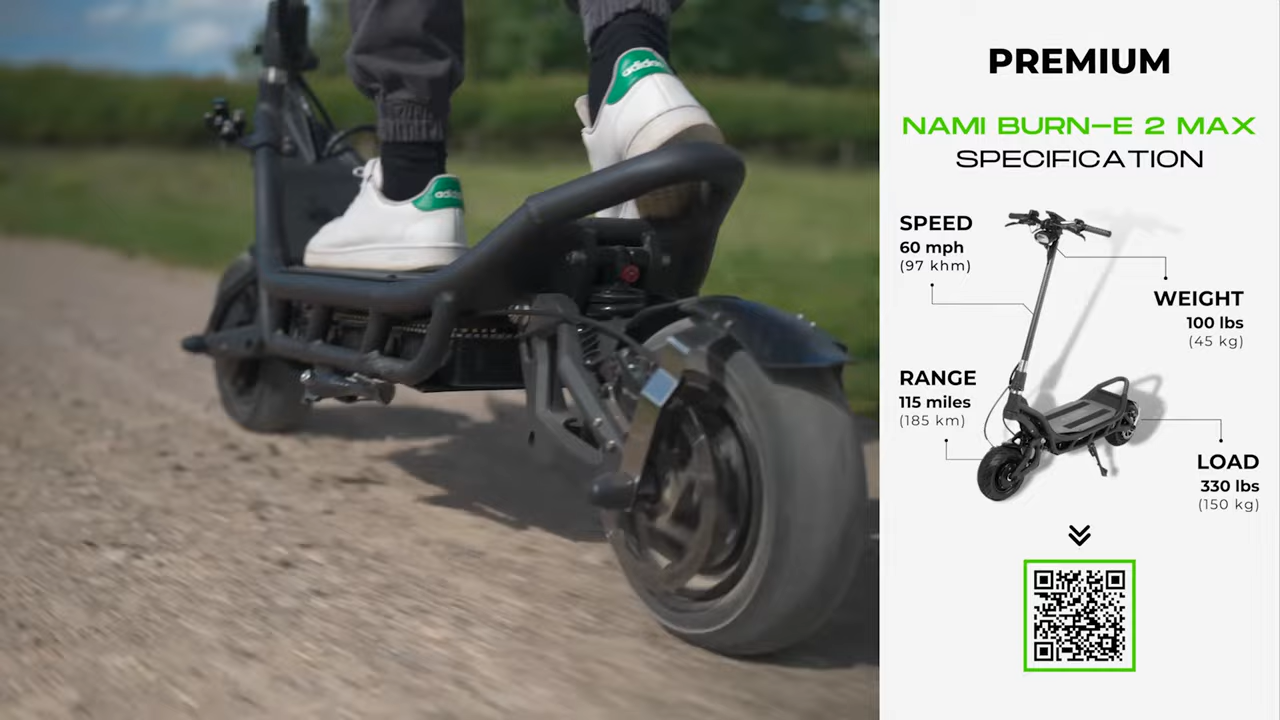 adidas
adidas
PREMIUM
NAMI BURN-E 2 MAX
SPECIFICATION
SPEED
60 mph
(97 khm)
WEIGHT
100 lbs
(45 kg)
RANGE
115 miles
(185 km)
LOAD
330 lbs
(150 kg)